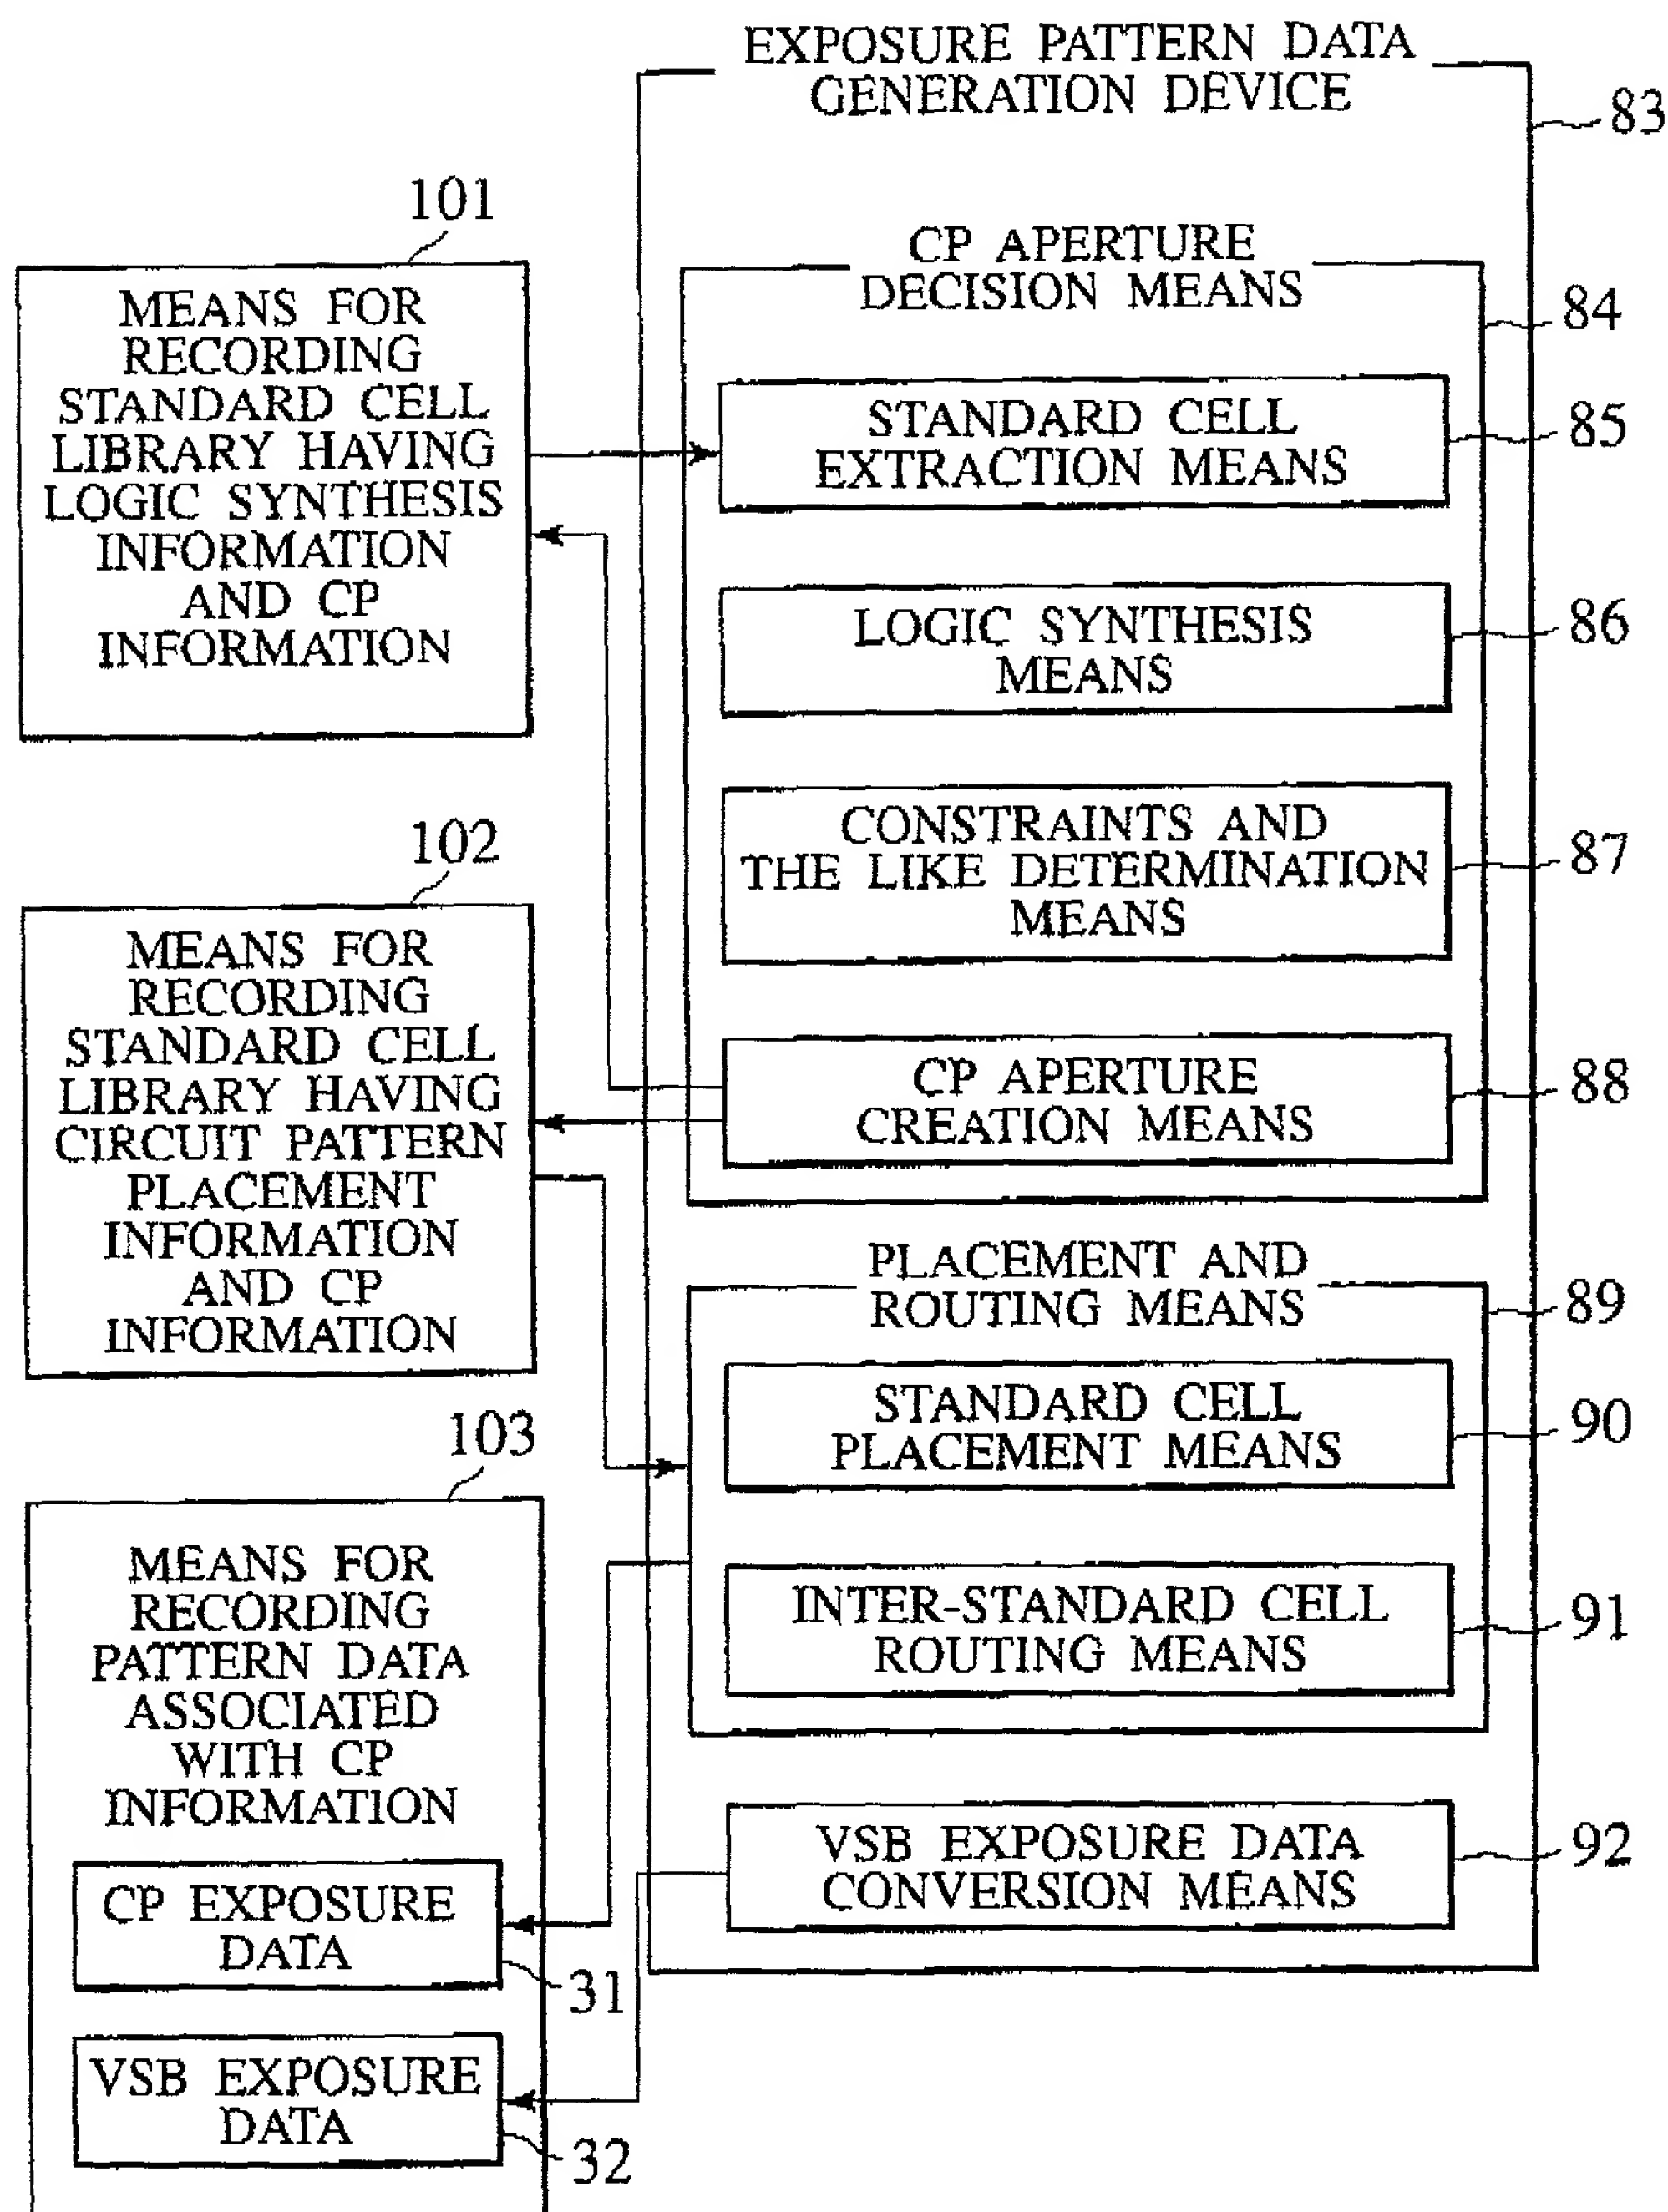 EXPOSURE PATTERN DATA
GENERATION DEVICE
83
101
MEANS FOR
RECORDING
STANDARD CELL
LIBRARY HAVING
LOGIC SYNTHESIS
INFORMATION
AND CP
INFORMATION
CP APERTURE
DECISION MEANS
84
STANDARD CELL
EXTRACTION MEANS
85
LOGIC SYNTHESIS
MEANS
86
CONSTRAINTS AND
THE LIKE DETERMINATION
MEANS
87
CP APERTURE
CREATION MEANS
88
102
MEANS FOR
RECORDING
STANDARD CELL
LIBRARY HAVING
CIRCUIT PATTERN
PLACEMENT
INFORMATION
AND CP
INFORMATION
PLACEMENT AND
ROUTING MEANS
89
STANDARD CELL
PLACEMENT MEANS
90
INTER-STANDARD CELL
ROUTING MEANS
91
VSB EXPOSURE DATA
CONVERSION MEANS
92
103
MEANS FOR
RECORDING
PATTERN DATA
ASSOCIATED
WITH CP
INFORMATION
CP EXPOSURE
DATA
31
VSB EXPOSURE
DATA
32